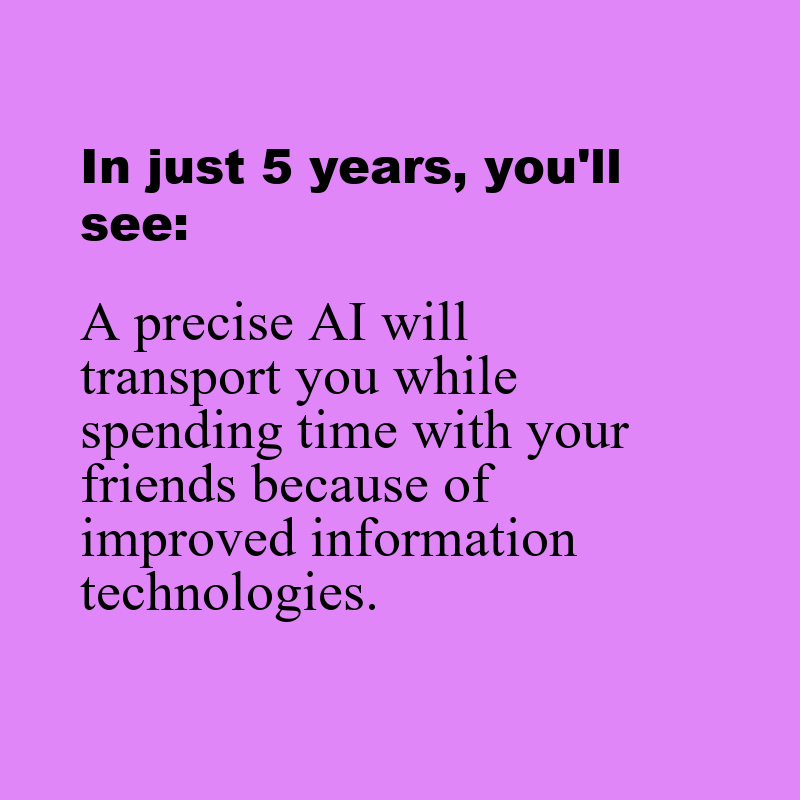 In just 5 years, you'll
see:
A precise AI will
transport you while
spending time with your
friends because of
improved information
technologies.